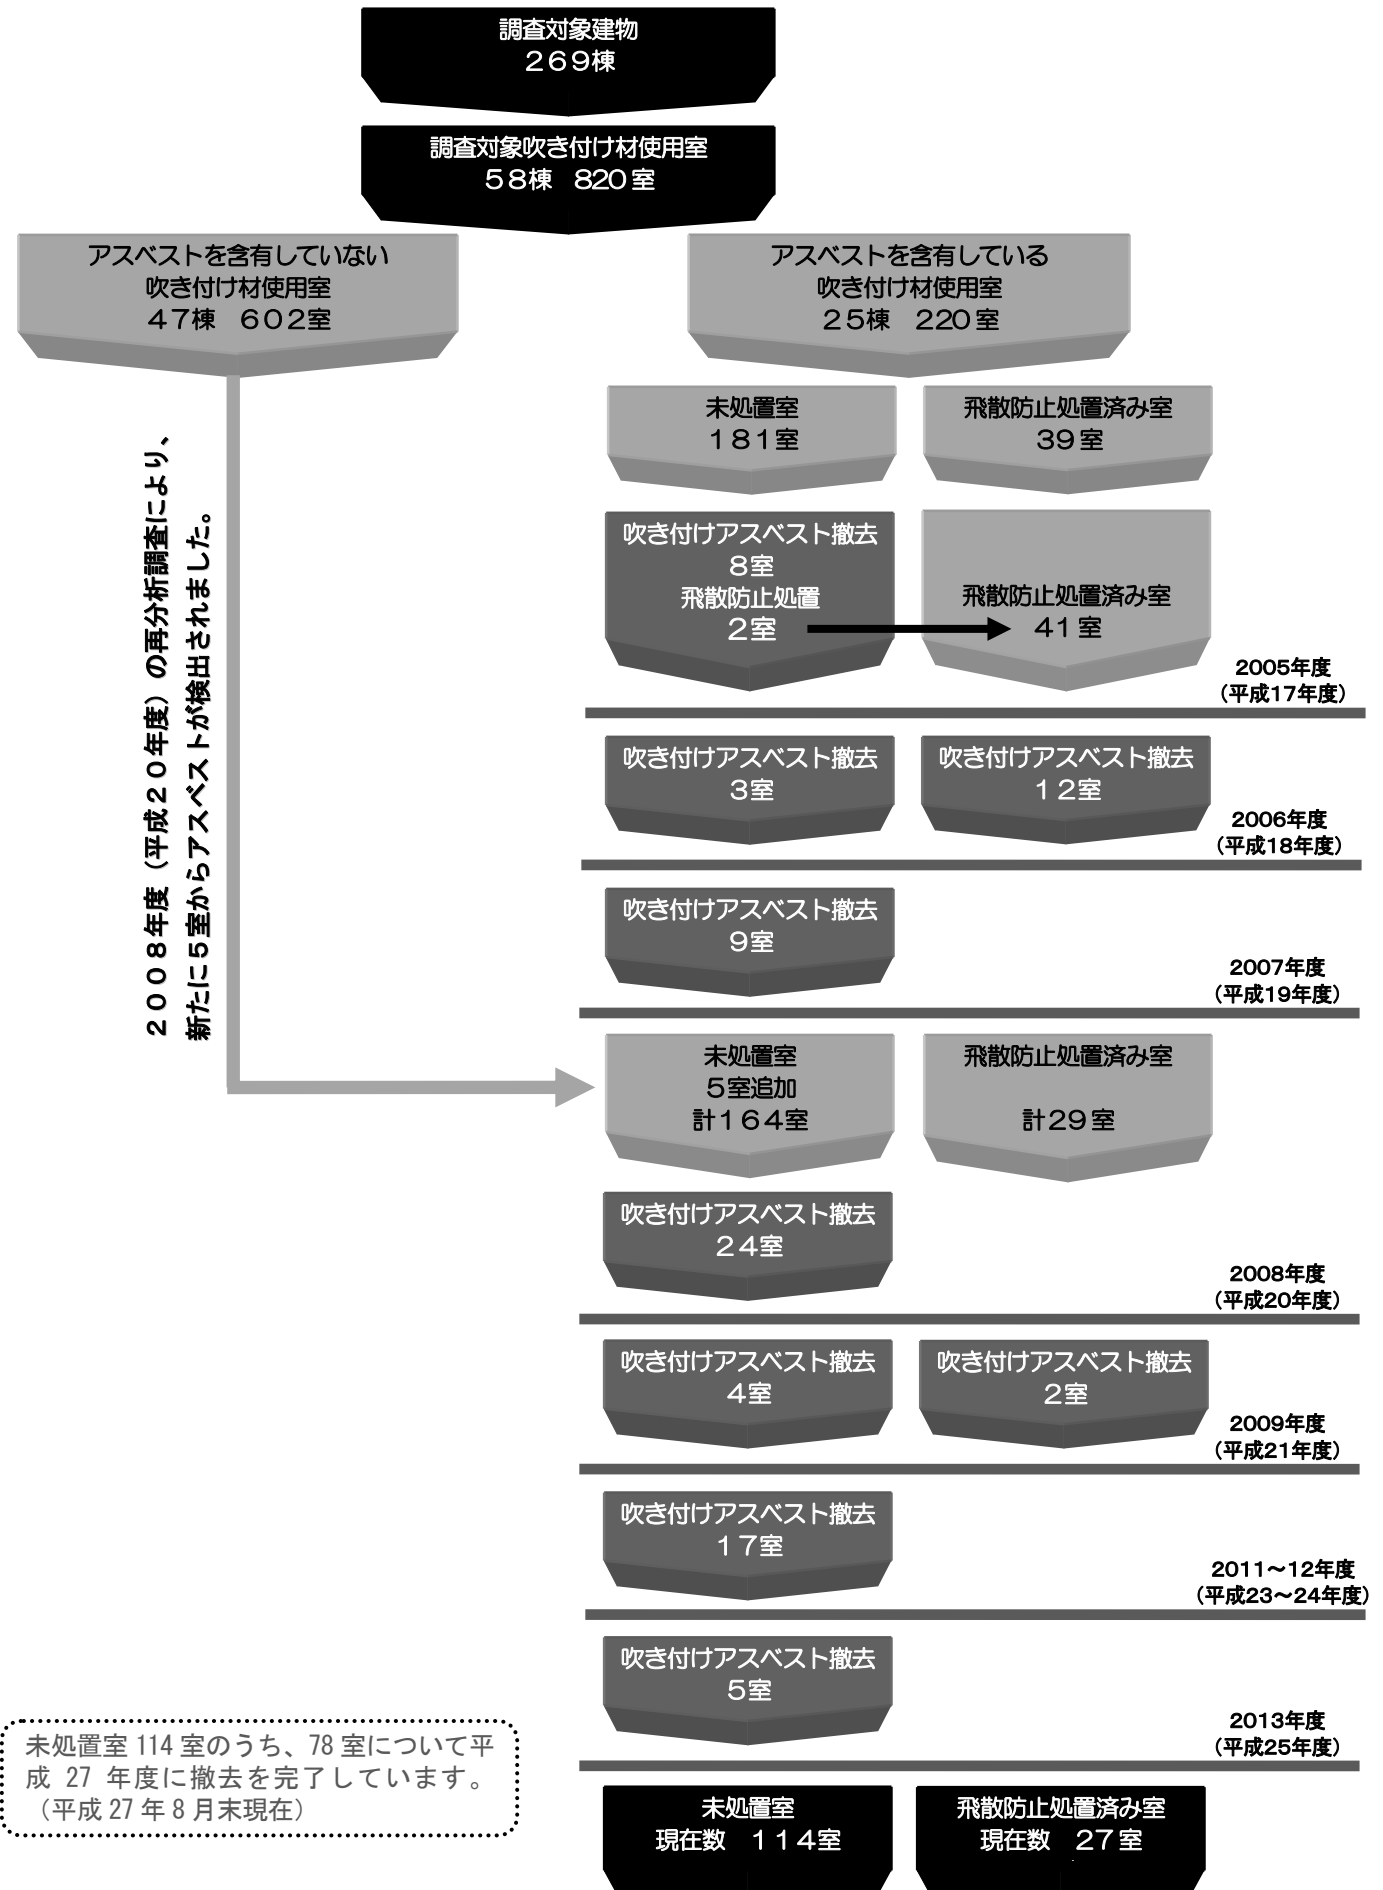 調査対象建物
２６９棟
調査対象吹き付け材使用室
５８棟　820室
アスベストを含有していない
吹き付け材使用室
４７棟　６０２室
アスベストを含有している
吹き付け材使用室
２５棟　２２０室
未処置室
１８１室
飛散防止処置済み室
39室
吹き付けアスベスト撤去
８室
飛散防止処置
２室
飛散防止処置済み室
４１室
2005年度
（平成17年度）
吹き付けアスベスト撤去
３室
吹き付けアスベスト撤去
１２室
2006年度
（平成18年度）
吹き付けアスベスト撤去
９室
2007年度
（平成19年度）
２００８年度（平成２０年度）の再分析調査により、
新たに５室からアスベストが検出されました。
未処置室
５室追加
計１６４室
飛散防止処置済み室
計２９室
吹き付けアスベスト撤去
２４室
2008年度
（平成20年度）
吹き付けアスベスト撤去
４室
吹き付けアスベスト撤去
２室
2009年度
（平成21年度）
吹き付けアスベスト撤去
１７室
2011～12年度
（平成23～24年度）
吹き付けアスベスト撤去
５室
2013年度
（平成25年度）
未処置室 114 室のうち、78 室について平
成 27 年度に撤去を完了しています。
（平成 27 年 8 月末現在）
未処置室
現在数　１１４室
飛散防止処置済み室
現在数　２７室